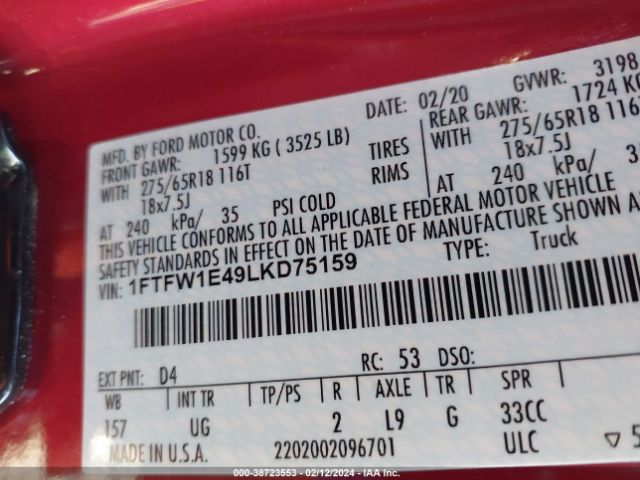 MFD. BY FORD MOTOR CO. DATE: 02/20 GVWR: 3198
FRONT GAWR: 1599 KG ( 3525 LB) REAR GAWR: 1724 KG
WITH 275/65R18 116T TIRES WITH 275/65R18 116
18x7.5J RIMS 18x7.5J
AT 240 kPa/ 35 PSI COLD AT 240 kPa/
THIS VEHICLE CONFORMS TO ALL APPLICABLE FEDERAL MOTOR VEHICLE
SAFETY STANDARDS IN EFFECT ON THE DATE OF MANUFACTURE SHOWN
VIN: 1FTFW1E49LKD75159 TYPE: Truck
EXT PNT: D4 RC: 53 DSO:
WB INT TR TP/PS R AXLE TR SPR
157 UG 2 L9 G 33CC
MADE IN U.S.A. 2202002096701 ULC ▽ 5
000-38723553 - 02/12/2024 - IAA Inc.